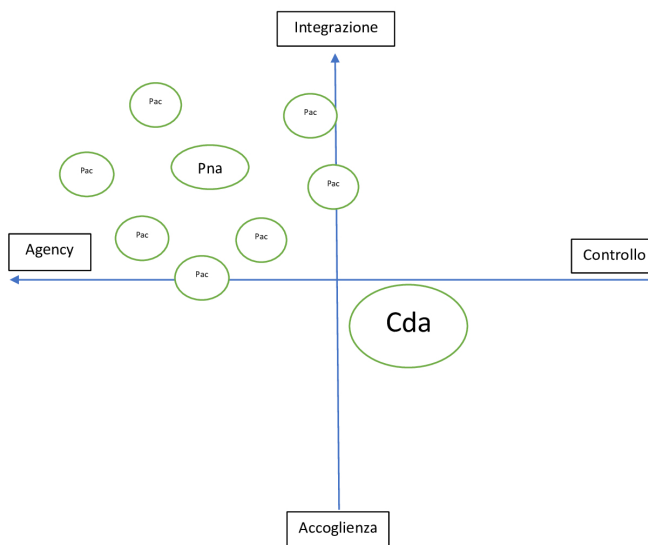 Integrazione
Pac
Pac
Pna
Pac
Pac
Pac
Pac
Agency
Controllo
Pac
Cda
Accoglienza